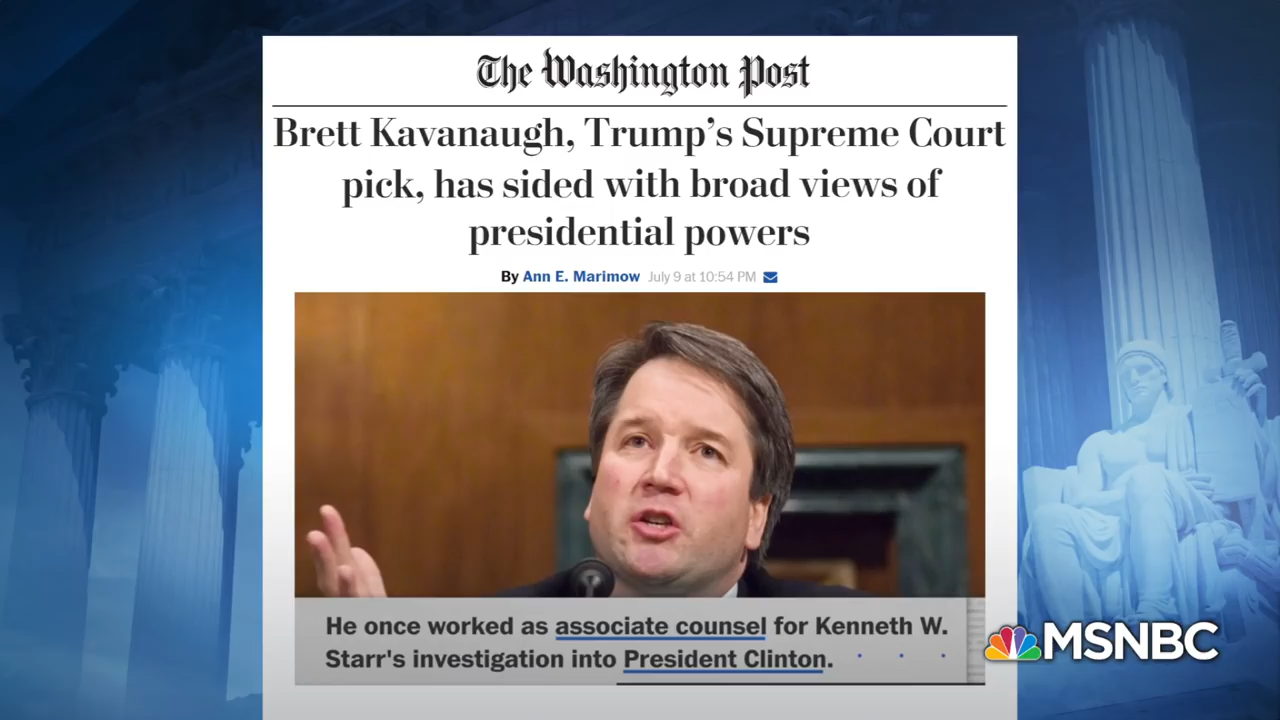 The Washington Post
Brett Kavanaugh, Trump’s Supreme Court
pick, has sided with broad views of
presidential powers
By Ann E. Marimow July 9 at 10:54 PM
He once worked as associate counsel for Kenneth W.
Starr's investigation into President Clinton.
MSNBC